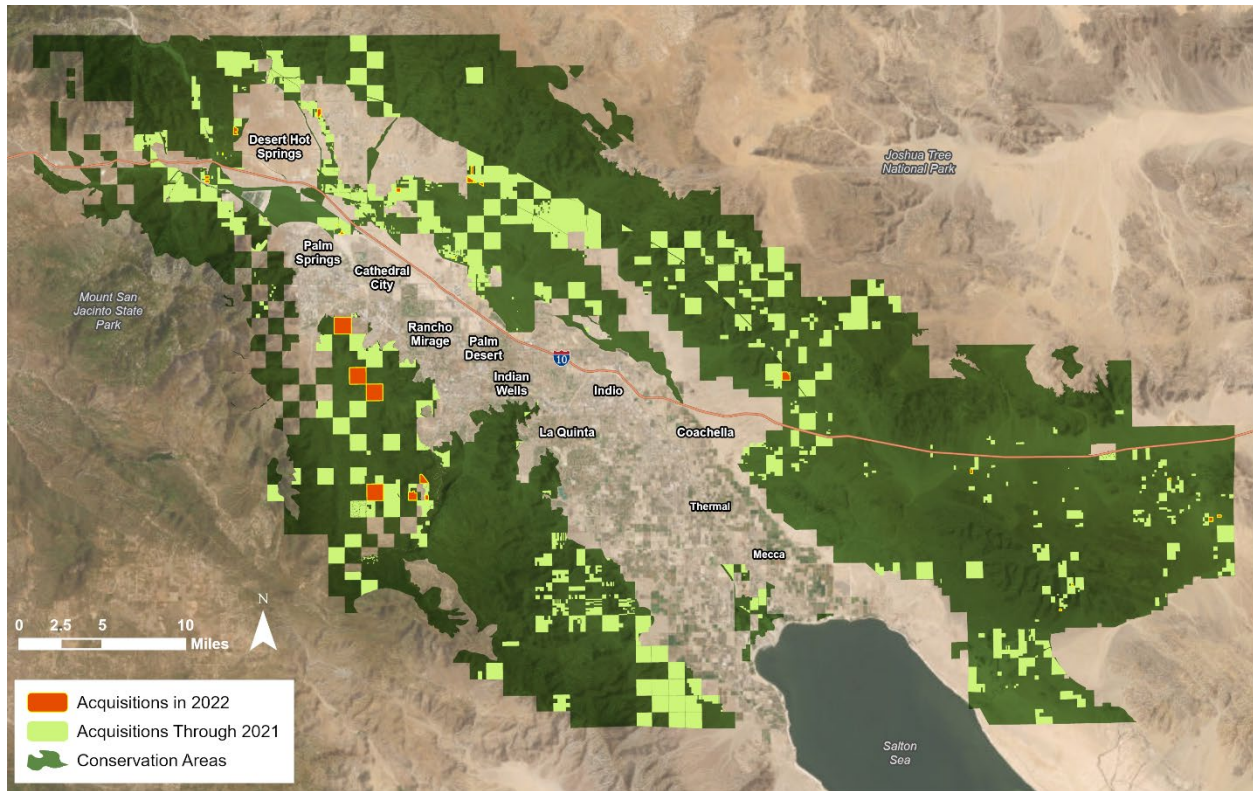 Desert Hot
Springs
Joshua Tree
National Park
Palm
Springs
Cathedral
City
Mount San
Jacinto State
Park
Rancho
Mirage
Palm
Desert
10
Indian
Wells
Indio
La Quinta
Coachella
Thermal
Mecca
N
0 2.5 5 10
Miles
Salton
Sea
Acquisitions in 2022
Acquisitions Through 2021
Conservation Areas